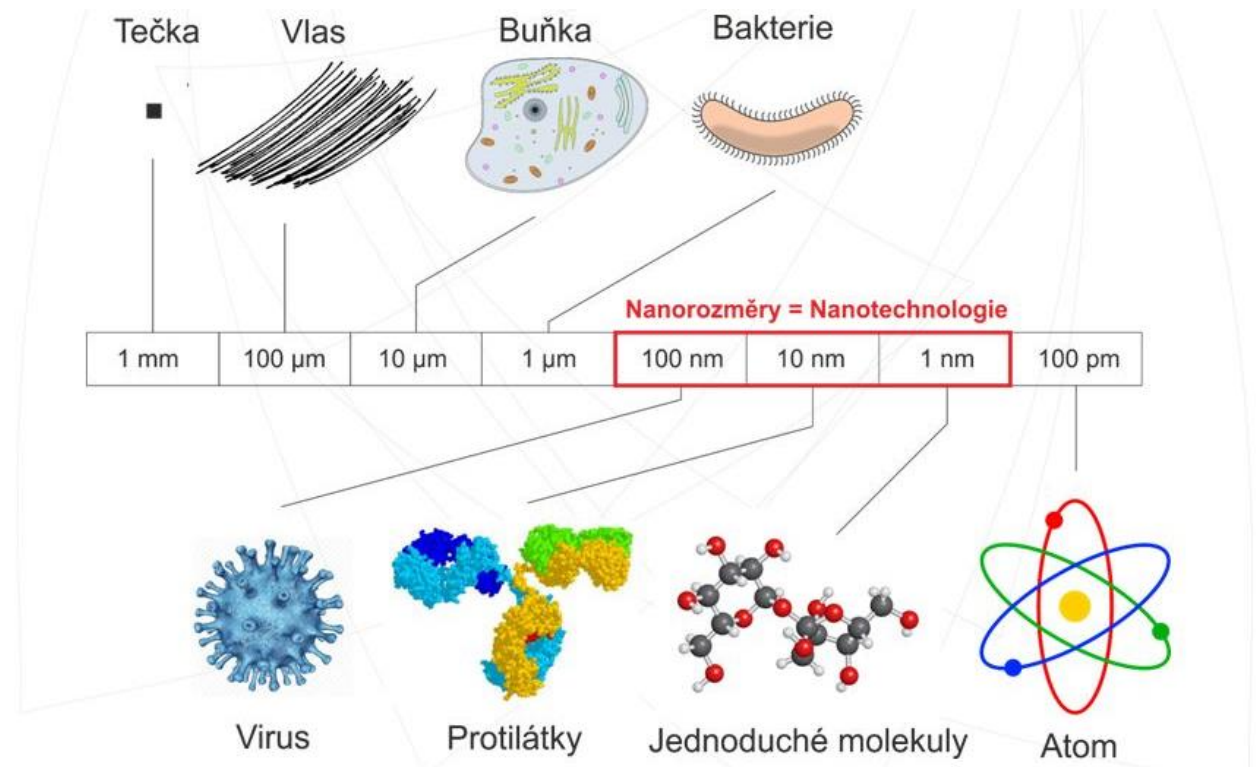 Tečka
Vlas
Buňka
Bakterie
Nanorozměry = Nanotechnologie
1 mm
100 μm
10 μm
1 μm
100 nm
10 nm
1 nm
100 pm
Virus
Protilátky
Jednoduché molekuly
Atom